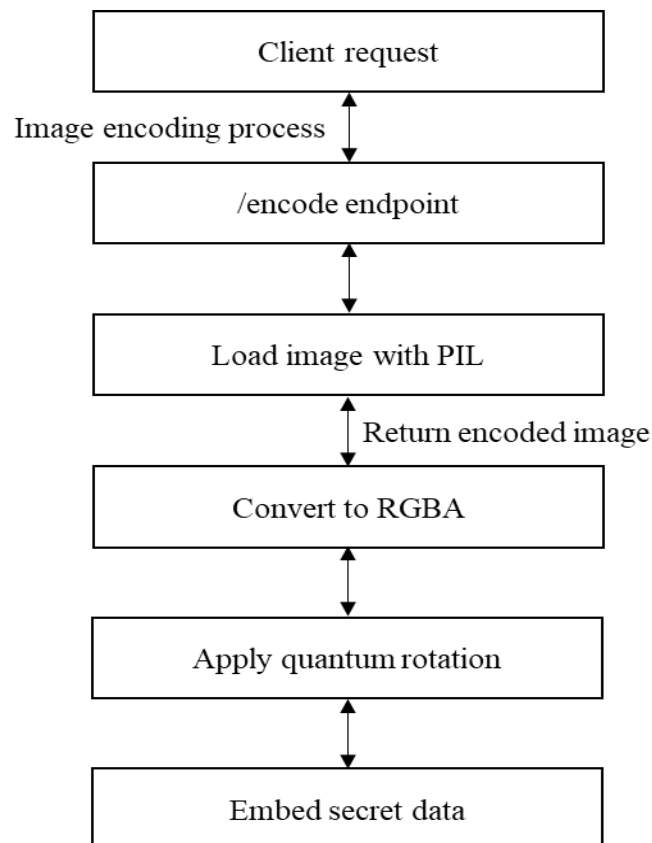 Client request
Image encoding process
/encode endpoint
Load image with PIL
Return encoded image
Convert to RGBA
Apply quantum rotation
Embed secret data